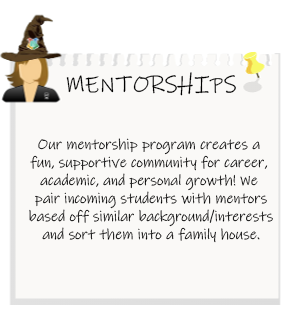 MENTORSHIPS
Our mentorship program creates a
fun, supportive community for career,
academic, and personal growth! We
pair incoming students with mentors
based off similar background/interests
and sort them into a family house.